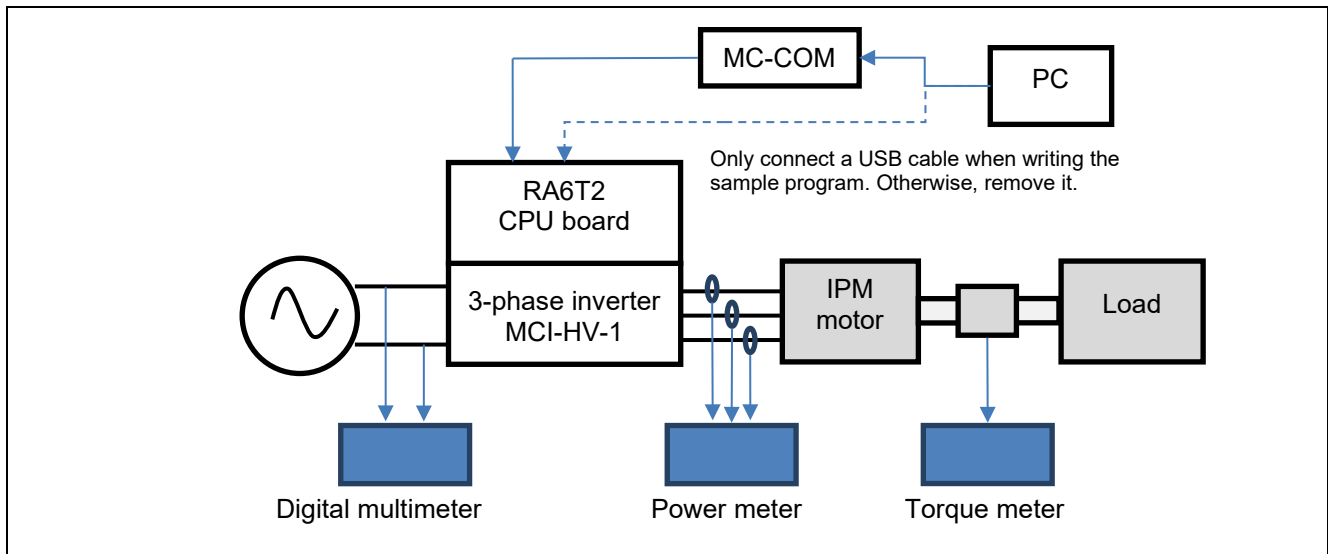 MC-COM
PC
Only connect a USB cable when writing the
sample program. Otherwise, remove it.
RA6T2
CPU board
3-phase inverter
MCI-HV-1
IPM
motor
Load
Digital multimeter
Power meter
Torque meter